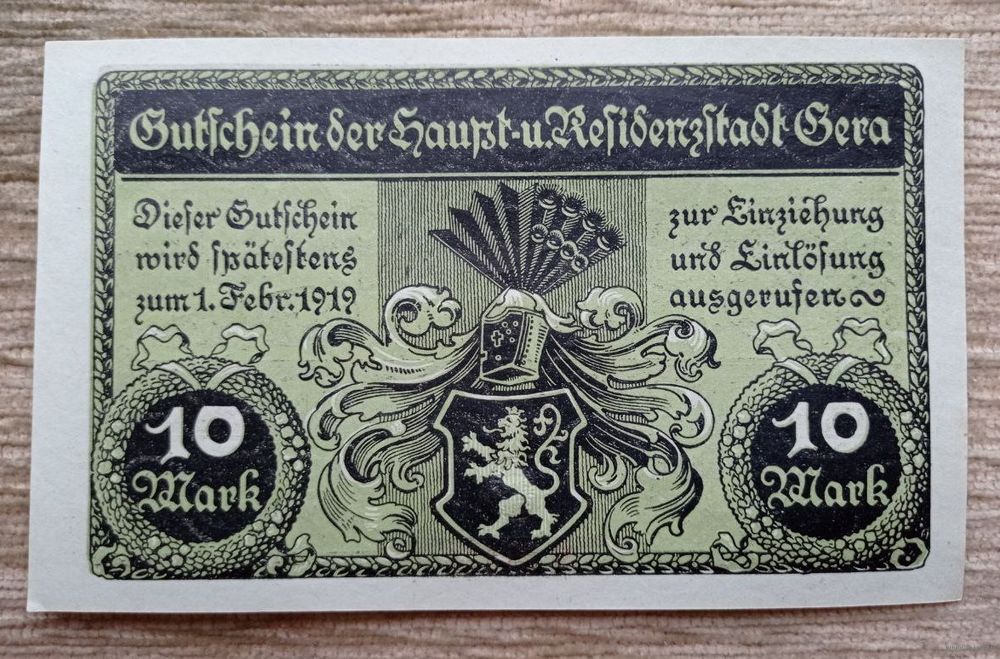 Gutschein der Haupt- u. Residenzstadt Gera
Dieser Gutschein
wird spätestens
zum 1. Febr. 1919
zur Einziehung
und Einlösung
ausgerufen
10
Mark
10
Mark